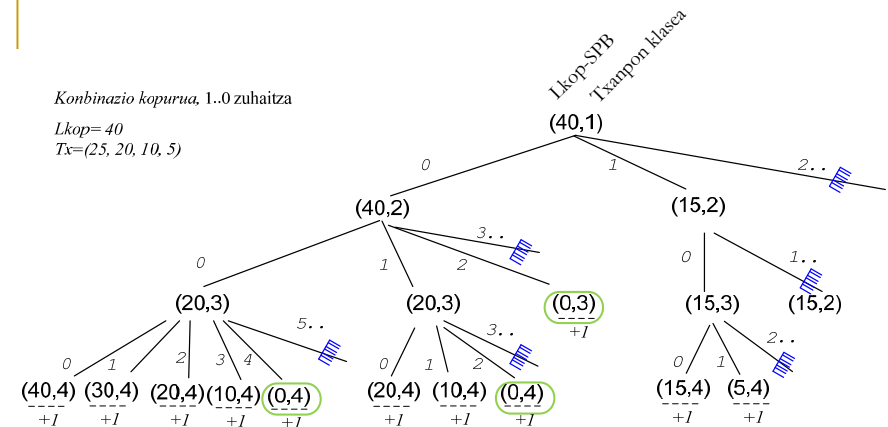 Lkop-SPB
Txanpon klasea
Konbinazio kopurua, 1..0 zuhaitza
Lkop= 40
Tx=(25, 20, 10, 5)
(40,1)
0 1 2..
(40,2) (15,2)
3..
0 1 2 0 1..
(20,3) (20,3) (0,3) (15,3) (15,2)
+1
5.. 3.. 2..
0 1 2 3 4 0 1 2 0 1
(40,4) (30,4) (20,4) (10,4) (0,4) (20,4) (10,4) (0,4) (15,4) (5,4)
+1 +1 +1 +1 +1 +1 +1 +1 +1 +1